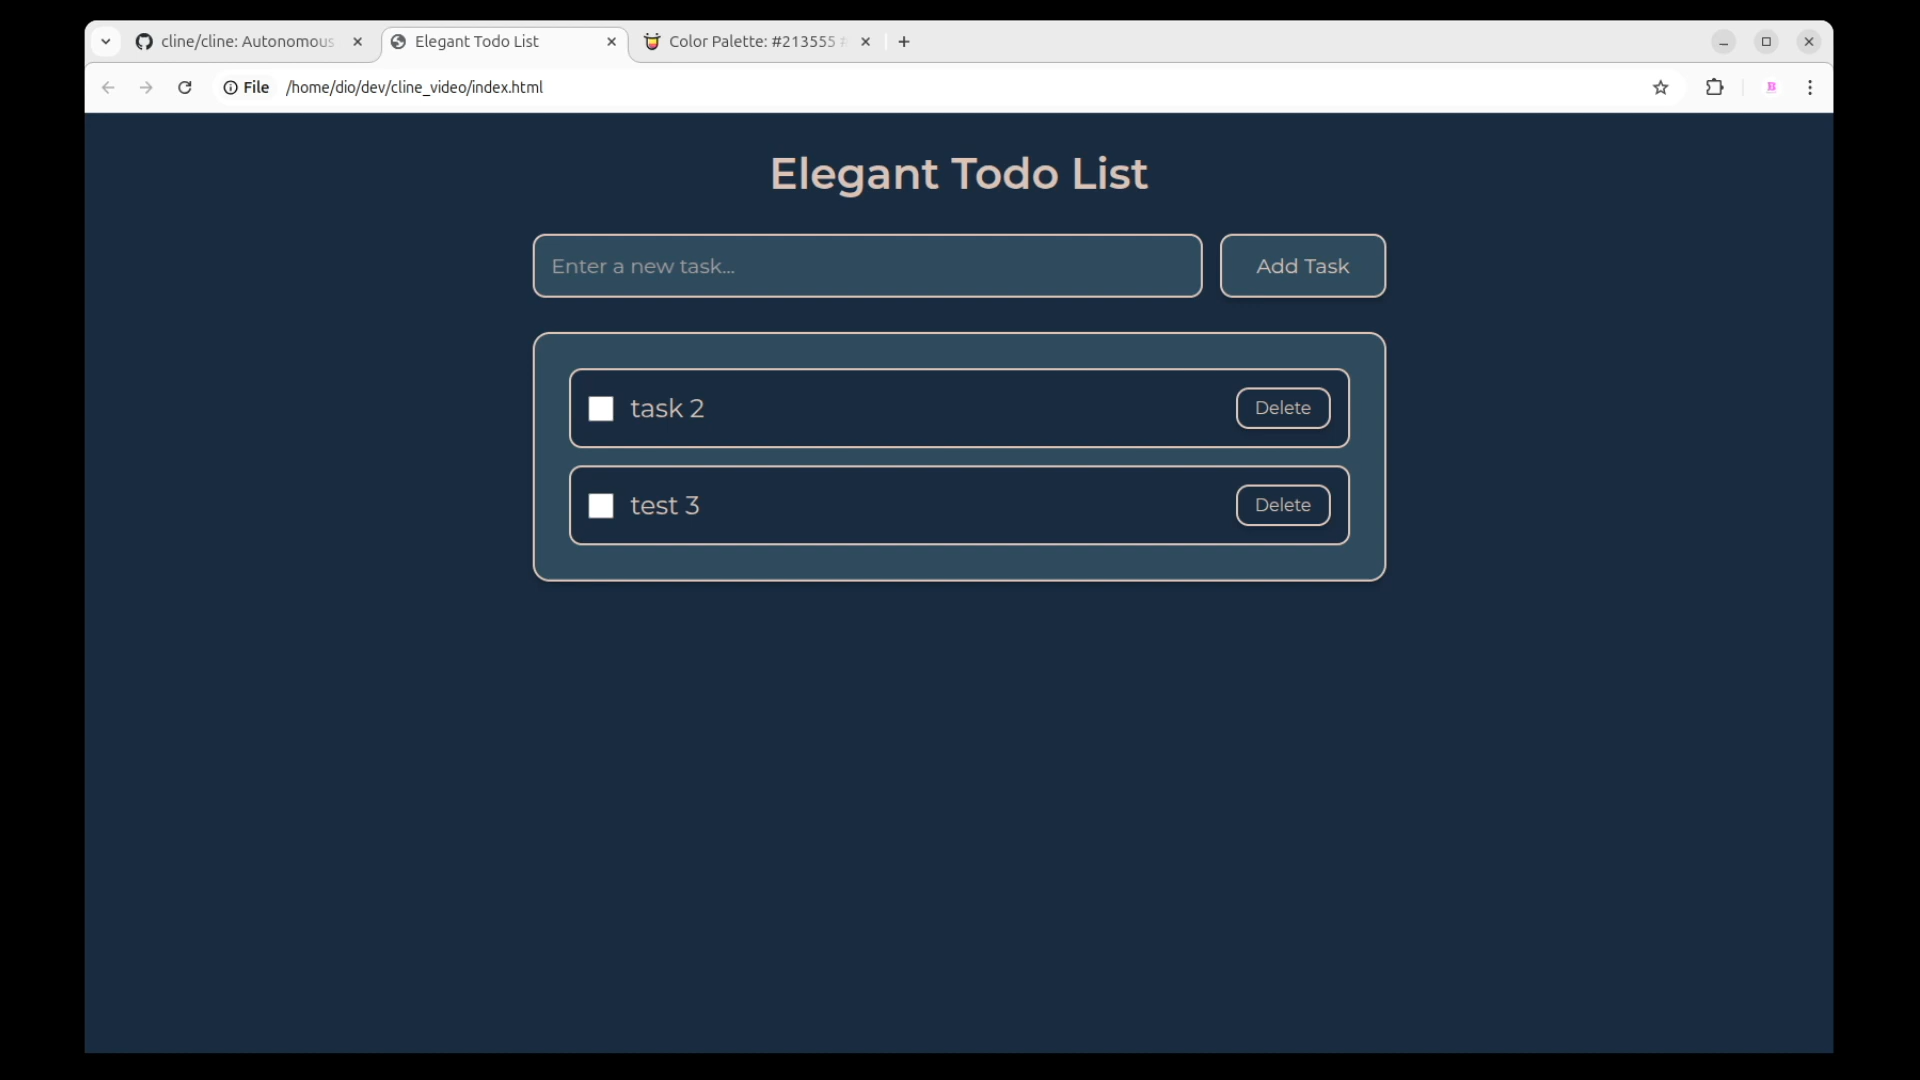 cline/cline: Autonomous
Elegant Todo List
Color Palette: #213555
File /home/dio/dev/cline_video/index.html
B
Elegant Todo List
Enter a new task...
Add Task
task 2
Delete
test 3
Delete